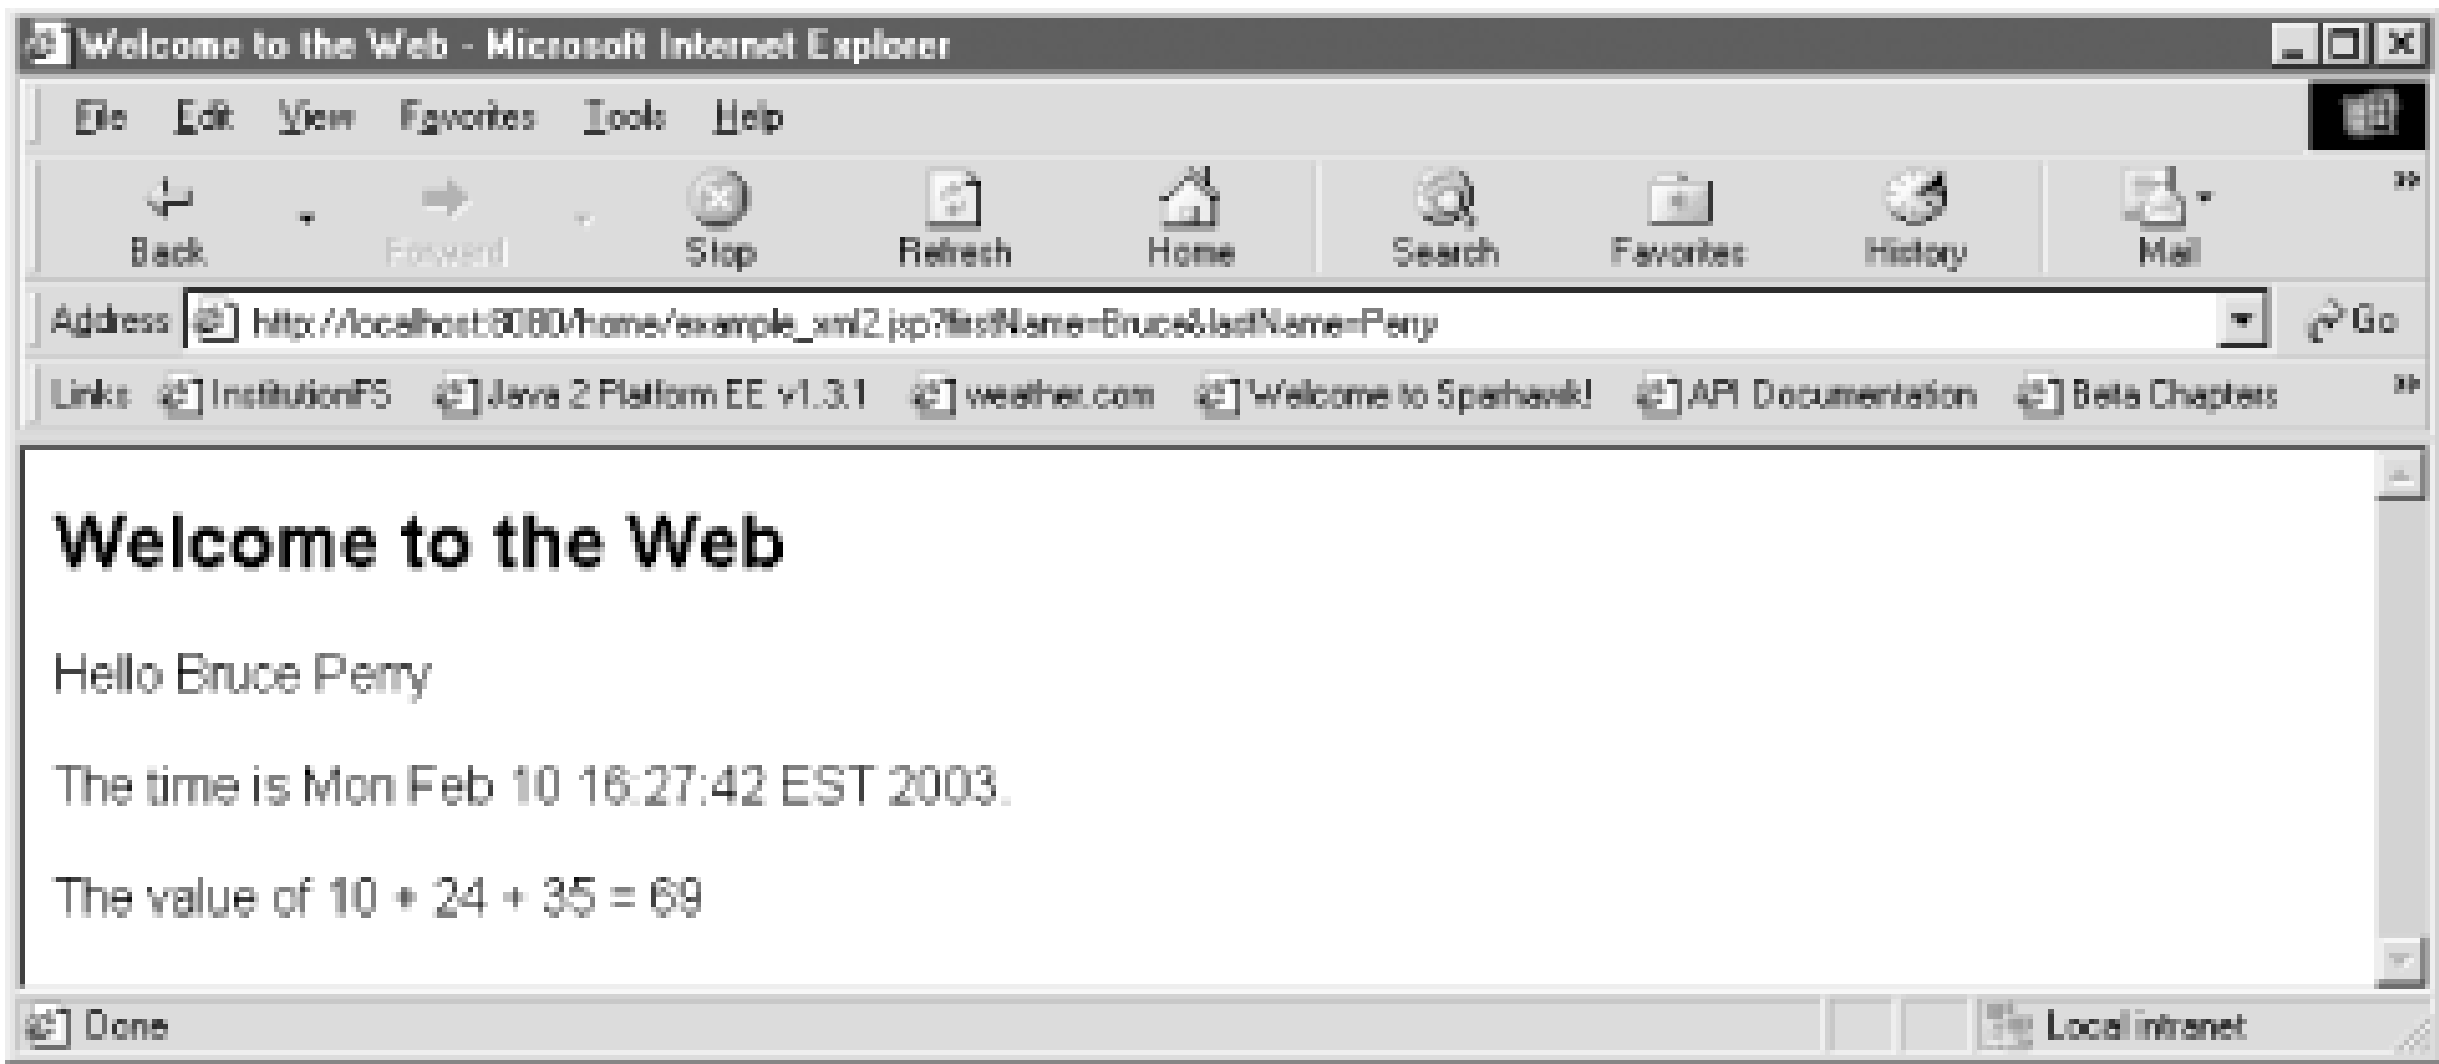 Welcome to the Web - Microsoft Internet Explorer
File Edit View Favorites Tools Help
Back Forward Stop Refresh Home Search Favorites History Mail »
Address http://localhost:8080/home/example_xml2.jsp?firstName=Bruce&lastName=Perry Go
Links InstitutionFS Java 2 Platform EE v1.3.1 weather.com Welcome to Sparhawk! API Documentation Beta Chapters »
Welcome to the Web
Hello Bruce Perry
The time is Mon Feb 10 16:27:42 EST 2003.
The value of 10 + 24 + 35 = 69
Done Local intranet